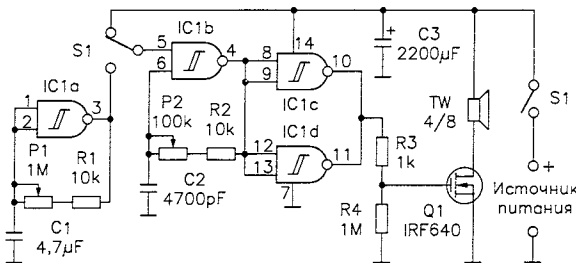 S1
IC1b
5
4
6
8
9
14
10
IC1c
C3
+
2200µF
TW
4/8
S1
+
Источник
питания
IC1a
1
2
3
P1
1M
R1
10k
C1
4,7µF
P2
100k
R2
10k
C2
4700pF
IC1d
12
13
11
7
R3
1k
R4
1M
Q1
IRF640